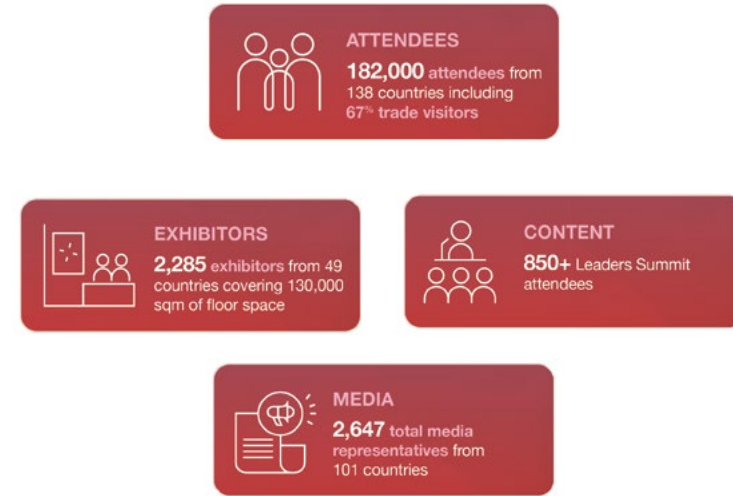 ATTENDEES
182,000 attendees from
138 countries including
67% trade visitors
EXHIBITORS
2,285 exhibitors from 49
countries covering 130,000
sqm of floor space
CONTENT
850+ Leaders Summit
attendees
MEDIA
2,647 total media
representatives from
101 countries